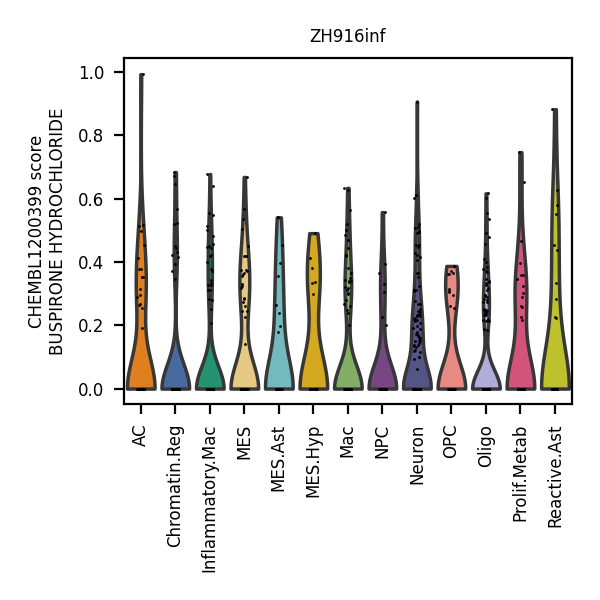 ZH916inf
CHEMBL1200399 score
BUSPIRONE HYDROCHLORIDE
1.0
0.8
0.6
0.4
0.2
0.0
AC
Chromatin.Reg
Inflammatory.Mac
MES
MES.Ast
MES.Hyp
Mac
NPC
Neuron
OPC
Oligo
Prolif.Metab
Reactive.Ast